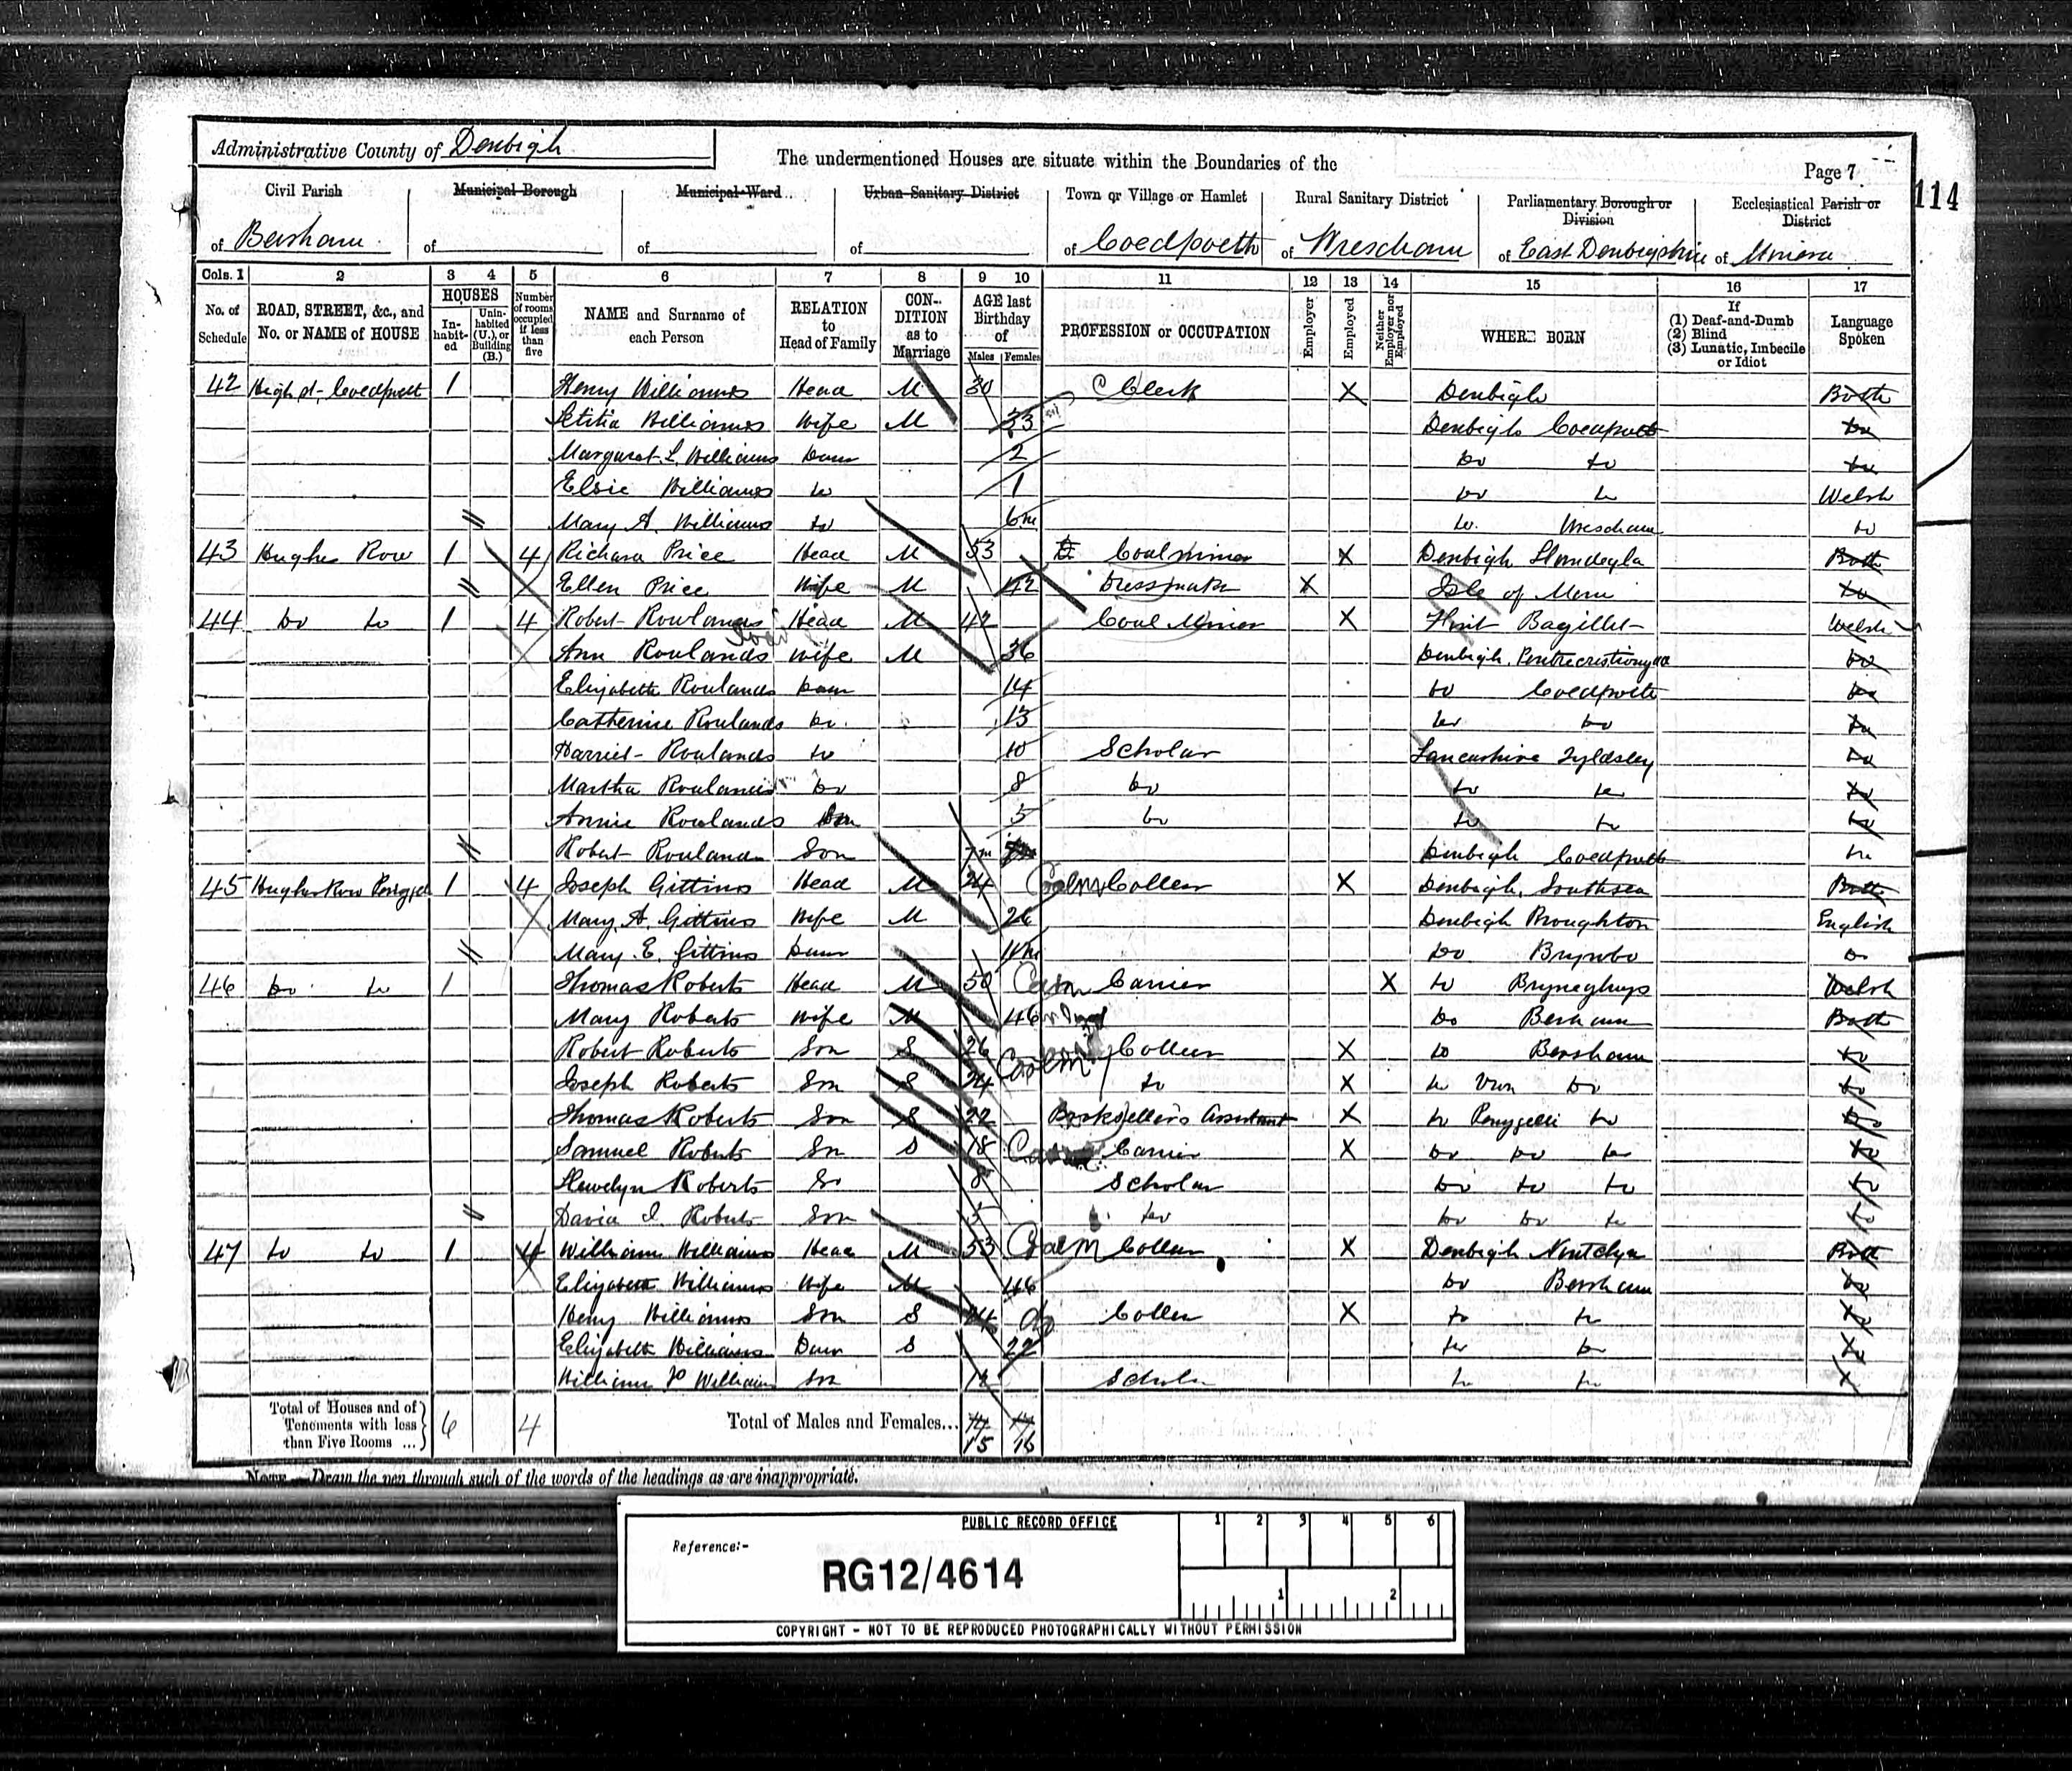 Administrative County of Denbigh
The undermentioned Houses are situate within the Boundaries of the
Page 7
114
Civil Parish
Municipal Borough
Municipal Ward
Urban Sanitary District
Town or Village or Hamlet
Rural Sanitary District
Parliamentary Borough or Division
Ecclesiastical Parish or District
of Bersham
of
of
of
of Coedpoeth
of Wrexham
of East Denbigshire
of Minera
Cols. 1 2 3 4 5 6 7 8 9 10 11 12 13 14 15 16 17
No. of Schedule
ROAD, STREET, &c., and No. or NAME of HOUSE
HOUSES
In-habit-ed
Unin-habited (U.), or Building (B.)
Number of rooms occupied if less than five
NAME and Surname of each Person
RELATION to Head of Family
CON-DITION as to Marriage
AGE last Birthday of
Males Females
PROFESSION or OCCUPATION
Employer
Employed
Neither Employer nor Employed
WHERE BORN
If
(1) Deaf-and-Dumb
(2) Blind
(3) Lunatic, Imbecile or Idiot
Language Spoken
42 High St. Coedpoeth 1 Henry Williams Head M 30 Clerk X Denbigh Both
Letitia Williams Wife M 33 Denbigh Coedpoeth Do
Margaret L. Williams Daur 2 Do Do Do
Elsie Williams Do 1 Do Do Welsh
Mary A. Williams Do 6m Do Wrexham Do
43 Hughes Row 1 4 Richard Price Head M 53 Coal miner X Denbigh Llandegla Both
Ellen Price Wife M 42 Dressmaker X Isle of Man Do
44 Do Do 1 4 Robert Rowlands Head M 42 Coal Miner X Flint Bagillt Welsh
Ann Rowlands Wife M 36 Denbigh Do
Elizabeth Rowlands Daur 14 Do Coedpoeth Do
Catherine Rowlands Do 13 Do Do Do
Harriet Rowlands Do 10 Scholar Lancashire Tyldsley Do
Martha Rowlands Do 8 Do Do Do Do
Annie Rowlands Do 5 Do Do Do Do
Robert Rowlands Son 7m Denbigh Coedpoeth Do
45 Hughes Row 1 4 Joseph Gittins Head M 24 Collier X Denbigh, Southsea Both
Mary A. Gittins Wife M 26 Denbigh Broughton English
Mary E. Gittins Daur 11m Do Brymbo Do
46 Do Do 1 Thomas Roberts Head M 50 Carrier X Do Welsh
Mary Roberts Wife M 46 Do Bersham Both
Robert Roberts Son S 26 Collier X Do Bersham Do
Joseph Roberts Son S 24 Do X Do Vron Do Do
Thomas Roberts Son S 22 Booksellers Assistant X Do Penygelli Do Do
Samuel Roberts Son S 18 Carrier X Do Do Do Do
Llewelyn Roberts So 8 Scholar Do Do Do Do
David I. Roberts Son 5 Do Do Do Do Do
47 Do Do 1 4 William Williams Head M 53 Coal M Collier X Denbigh Both
Elizabeth Williams Wife M 46 Do Bersham Do
Henry Williams Son S 24 Do Collier X Do Do
Elizabeth Williams Daur S 22 Do Do
William P Williams Son 12 Scholar Do Do
Total of Houses and of Tenements with less than Five Rooms ... 6 4
Total of Males and Females... 15 16
NOTE.—Draw the pen through such of the words of the headings as are inappropriate.
PUBLIC RECORD OFFICE
Reference:-
RG12/4614
1 2 3 4 5 6
1 2
COPYRIGHT - NOT TO BE REPRODUCED PHOTOGRAPHICALLY WITHOUT PERMISSION